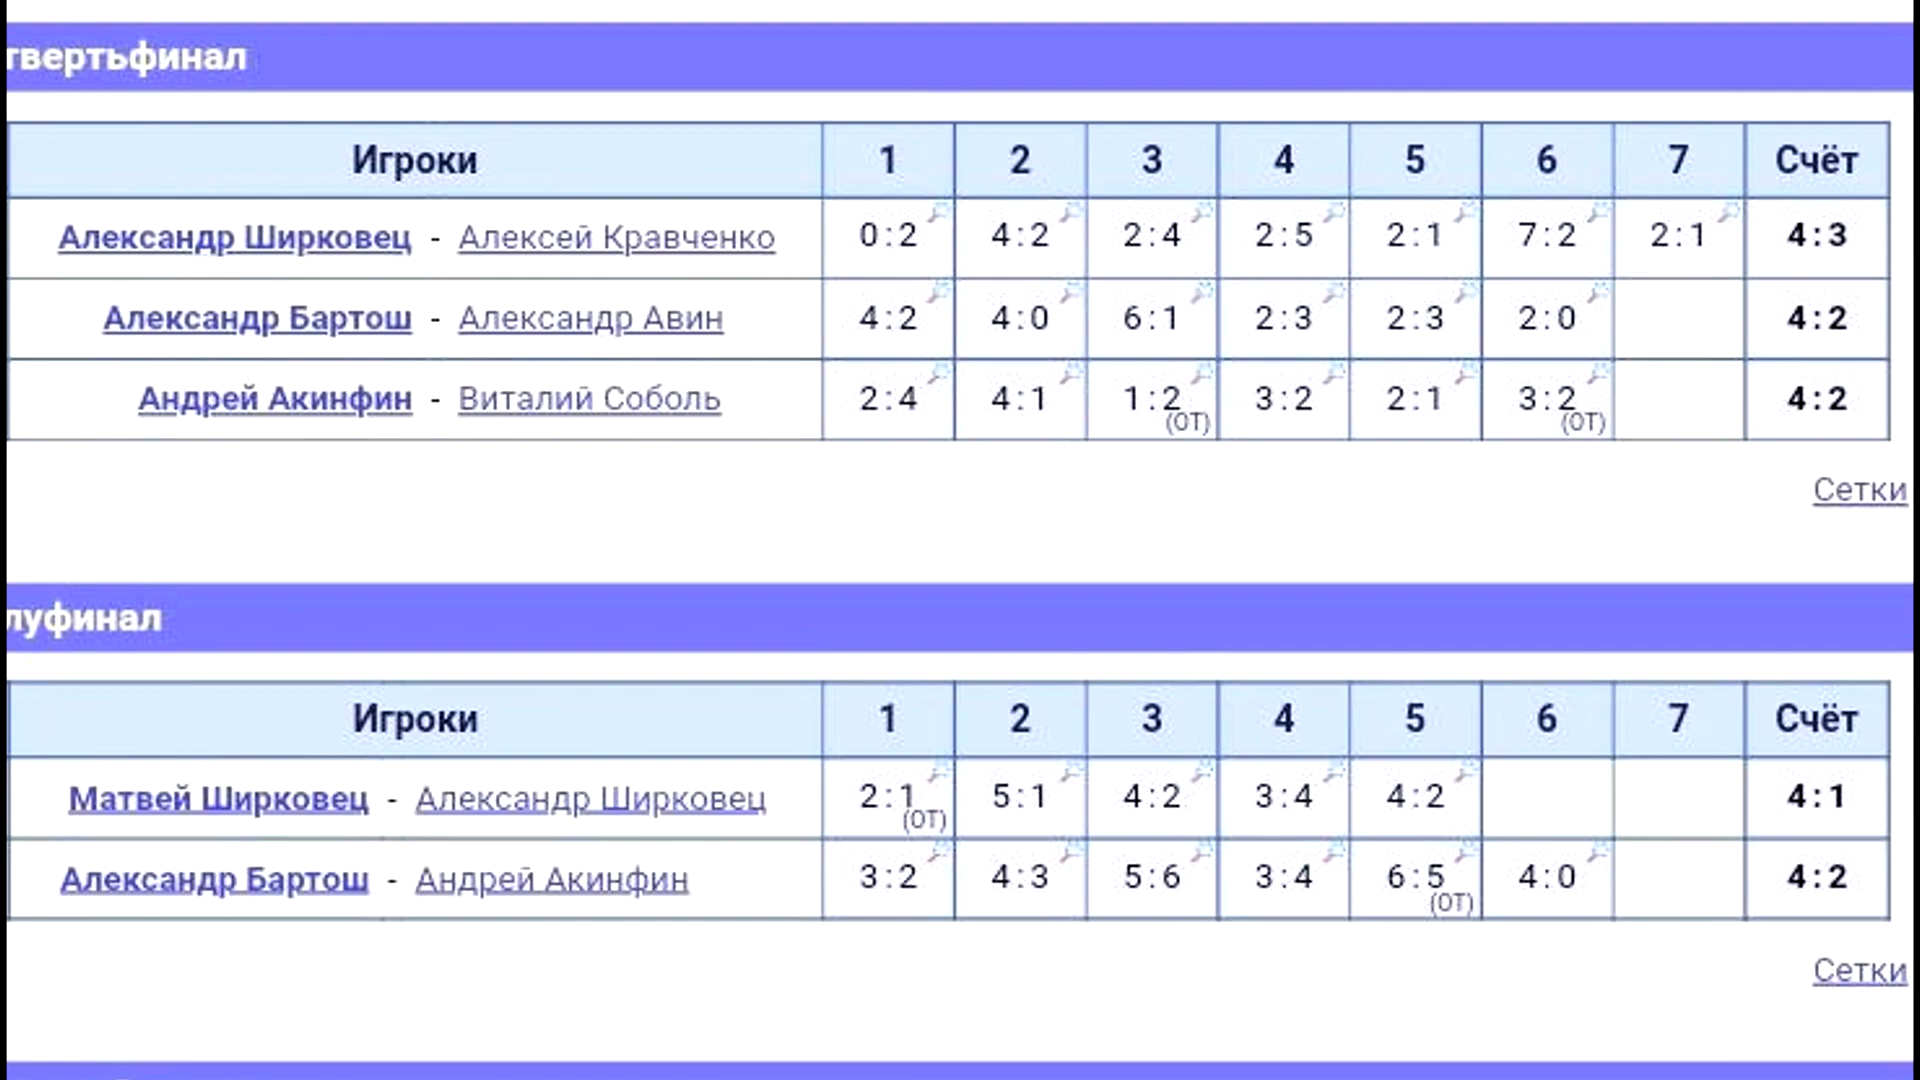 твертьфинал
Игроки 1 2 3 4 5 6 7 Счёт
Александр Ширковец - Алексей Кравченко 0:2 4:2 2:4 2:5 2:1 7:2 2:1 4:3
Александр Бартош - Александр Авин 4:2 4:0 6:1 2:3 2:3 2:0 4:2
Андрей Акинфин - Виталий Соболь 2:4 4:1 1:2 (ОТ) 3:2 2:1 3:2 (ОТ) 4:2
Сетки
луфинал
Игроки 1 2 3 4 5 6 7 Счёт
Матвей Ширковец - Александр Ширковец 2:1 (ОТ) 5:1 4:2 3:4 4:2 4:1
Александр Бартош - Андрей Акинфин 3:2 4:3 5:6 3:4 6:5 (ОТ) 4:0 4:2
Сетки